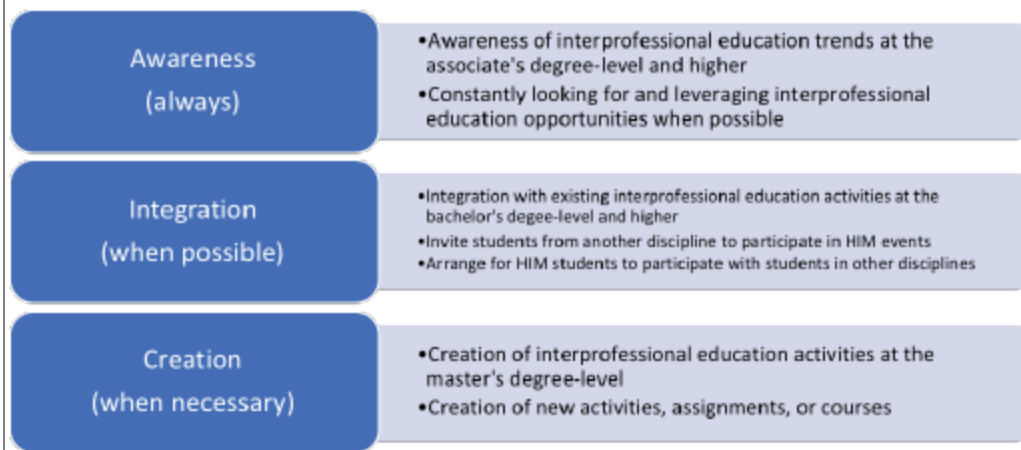 Awareness
(always)
•Awareness of interprofessional education trends at the
associate's degree-level and higher
•Constantly looking for and leveraging interprofessional
education opportunities when possible
Integration
(when possible)
•Integration with existing interprofessional education activities at the
bachelor's degee-level and higher
•Invite students from another discipline to participate in HIM events
•Arrange for HIM students to participate with students in other disciplines
Creation
(when necessary)
•Creation of interprofessional education activities at the
master's degree-level
•Creation of new activities, assignments, or courses